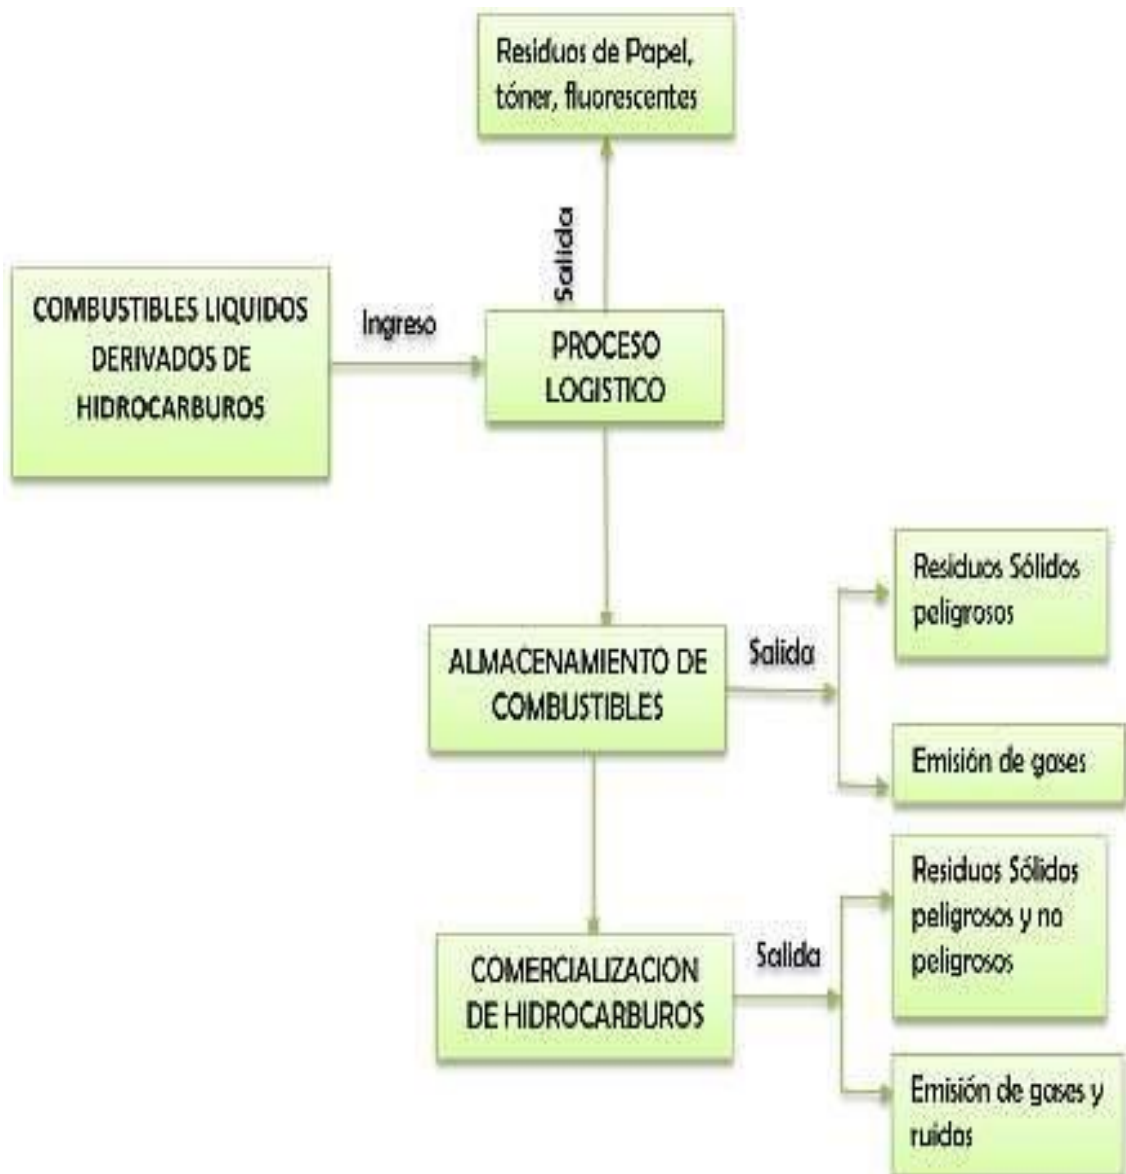 Residuos de Papel,
tóner, fluorescentes
Salida
COMBUSTIBLES LIQUIDOS
DERIVADOS DE
HIDROCARBUROS
Ingreso
PROCESO
LOGISTICO
ALMACENAMIENTO DE
COMBUSTIBLES
Salida
Residuos Sólidos
peligrosos
Emisión de gases
COMERCIALIZACION
DE HIDROCARBUROS
Salida
Residuos Sólidos
peligrosos y no
peligrosos
Emisión de gases y
ruidos